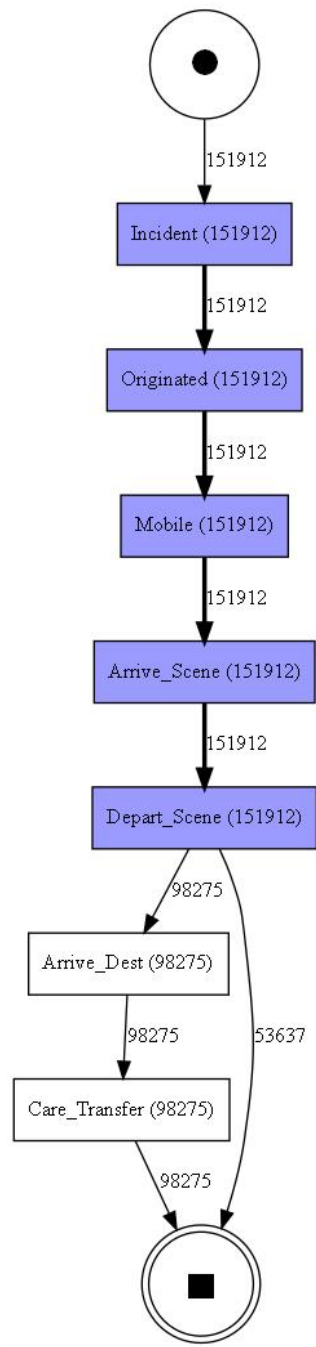 151912
Incident (151912)
151912
Originated (151912)
151912
Mobile (151912)
151912
Arrive_Scene (151912)
151912
Depart_Scene (151912)
98275
Arrive_Dest (98275)
98275
53637
Care_Transfer (98275)
98275